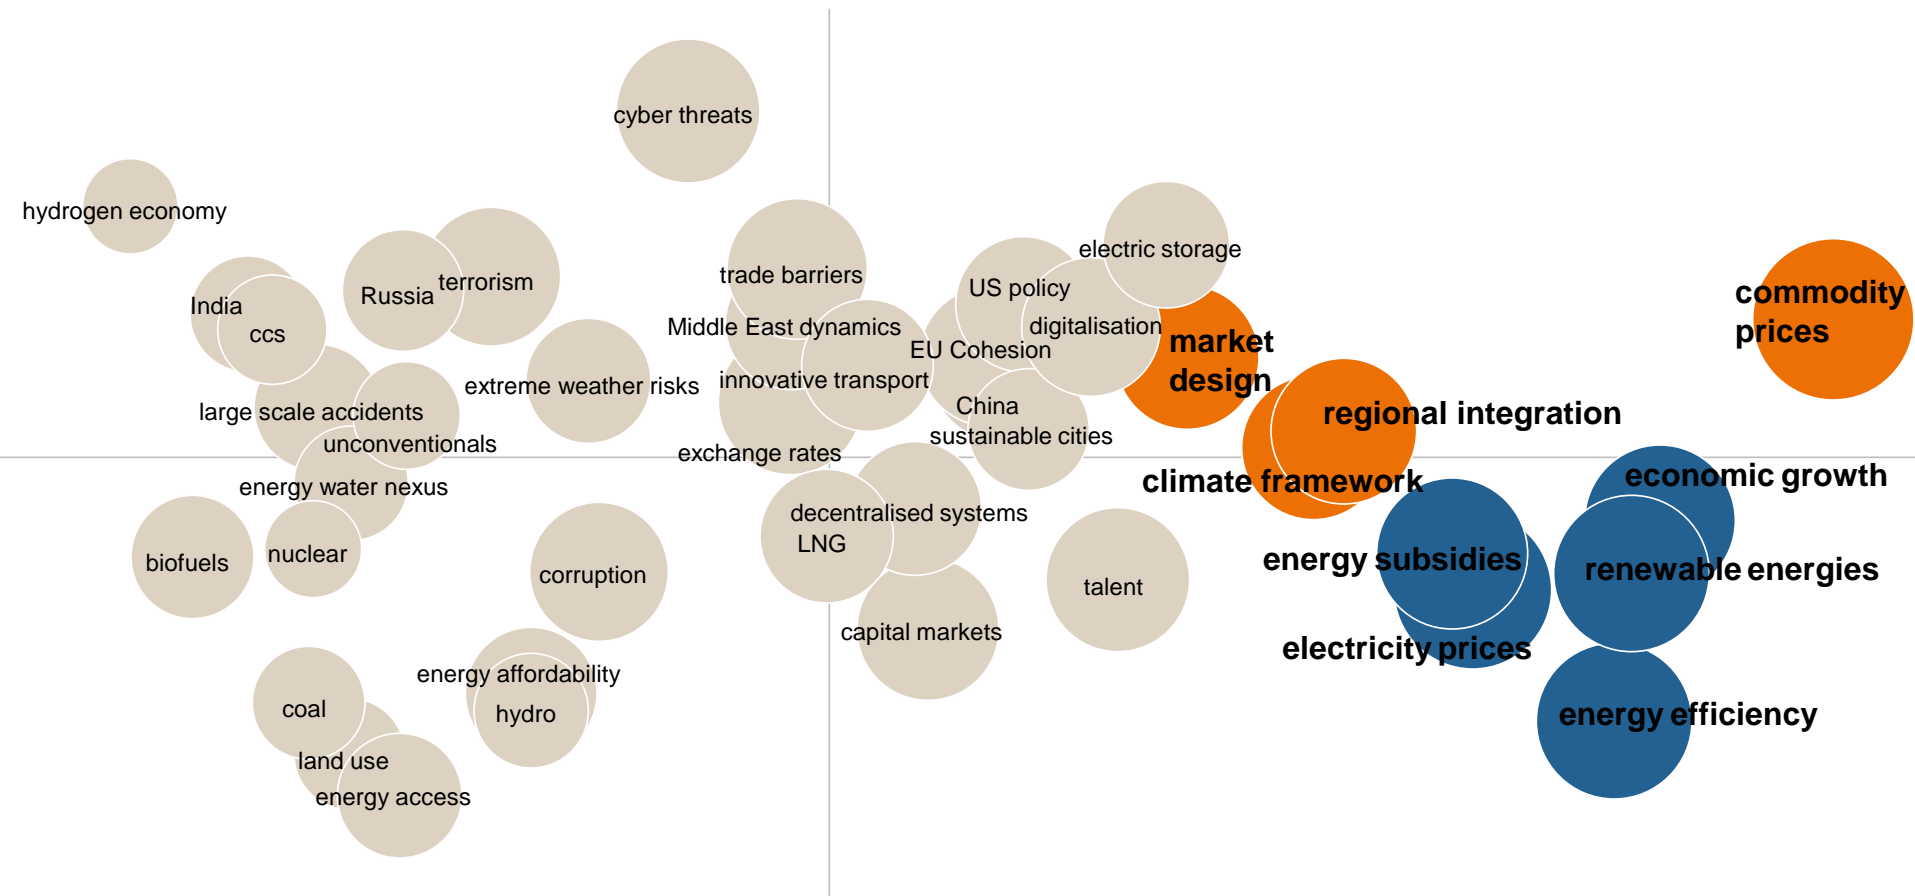 cyber threats
hydrogen economy
electric storage
trade barriers
terrorism
US policy
Russia
India
commodity
prices
Middle East dynamics
digitalisation
ccs
market
design
EU Cohesion
innovative transport
extreme weather risks
China
large scale accidents
regional integration
sustainable cities
unconventionals
exchange rates
economic growth
climate framework
energy water nexus
decentralised systems
LNG
nuclear
biofuels
energy subsidies
renewable energies
corruption
talent
capital markets
electricity prices
energy affordability
coal
hydro
energy efficiency
land use
energy access